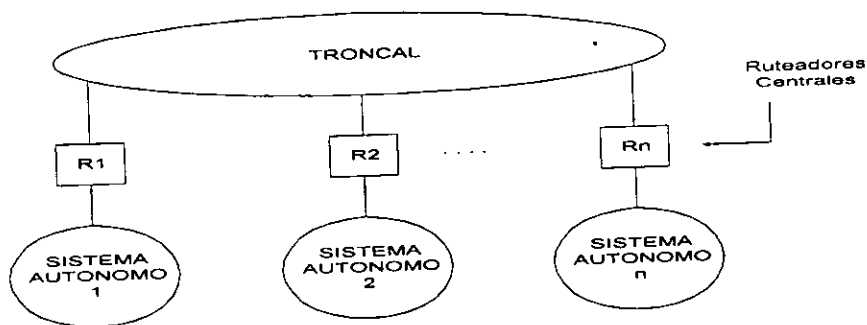 TRONCAL
Ruteadores
Centrales
R1
R2
. . . .
Rn
SISTEMA
AUTONOMO
1
SISTEMA
AUTONOMO
2
SISTEMA
AUTONOMO
n